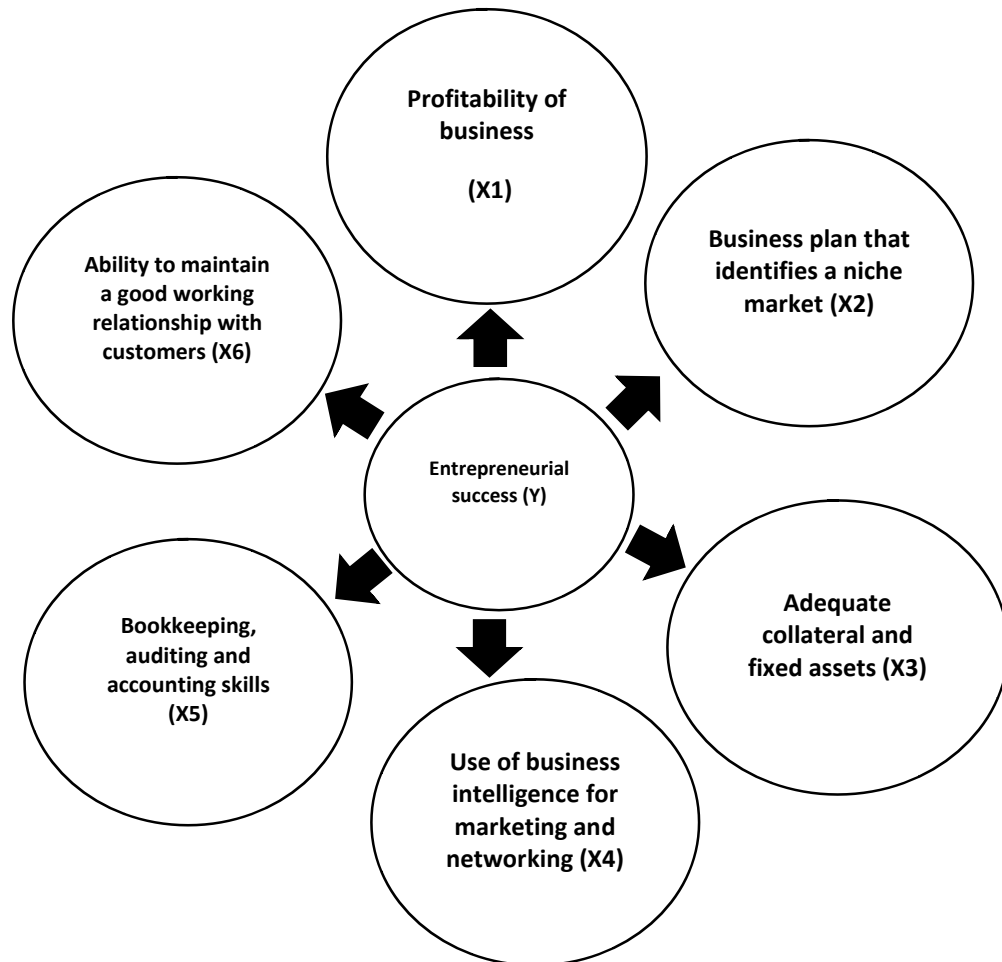 Profitability of
business
(X1)
Business plan that
identifies a niche
market (X2)
Adequate
collateral and
fixed assets (X3)
Use of business
intelligence for
marketing and
networking (X4)
Bookkeeping,
auditing and
accounting skills
(X5)
Ability to maintain
a good working
relationship with
customers (X6)
Entrepreneurial
success (Y)